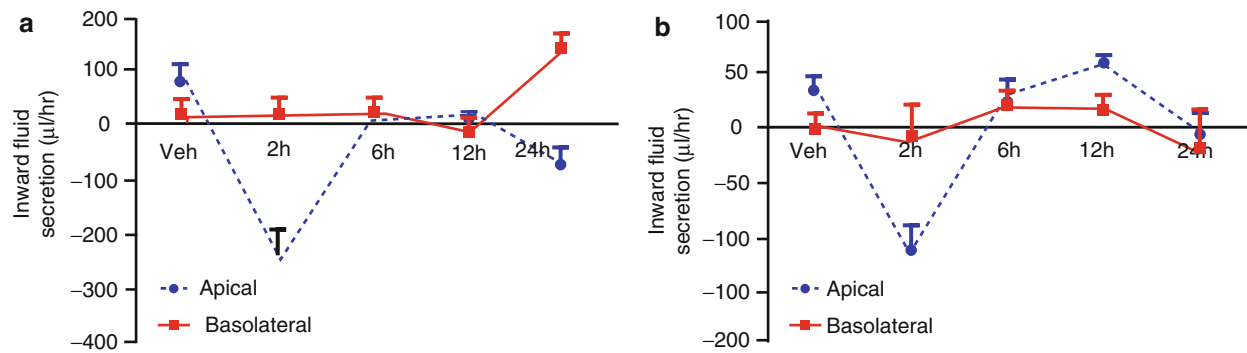 a
200
100
0
−100
−200
−300
−400
Inward fluid
secretion (μl/hr)
Veh
2h
6h
12h
24h
Apical
Basolateral
b
100
50
0
−50
−100
−100
−200
Inward fluid
secretion (μl/hr)
Veh
2h
6h
12h
24h
Apical
Basolateral